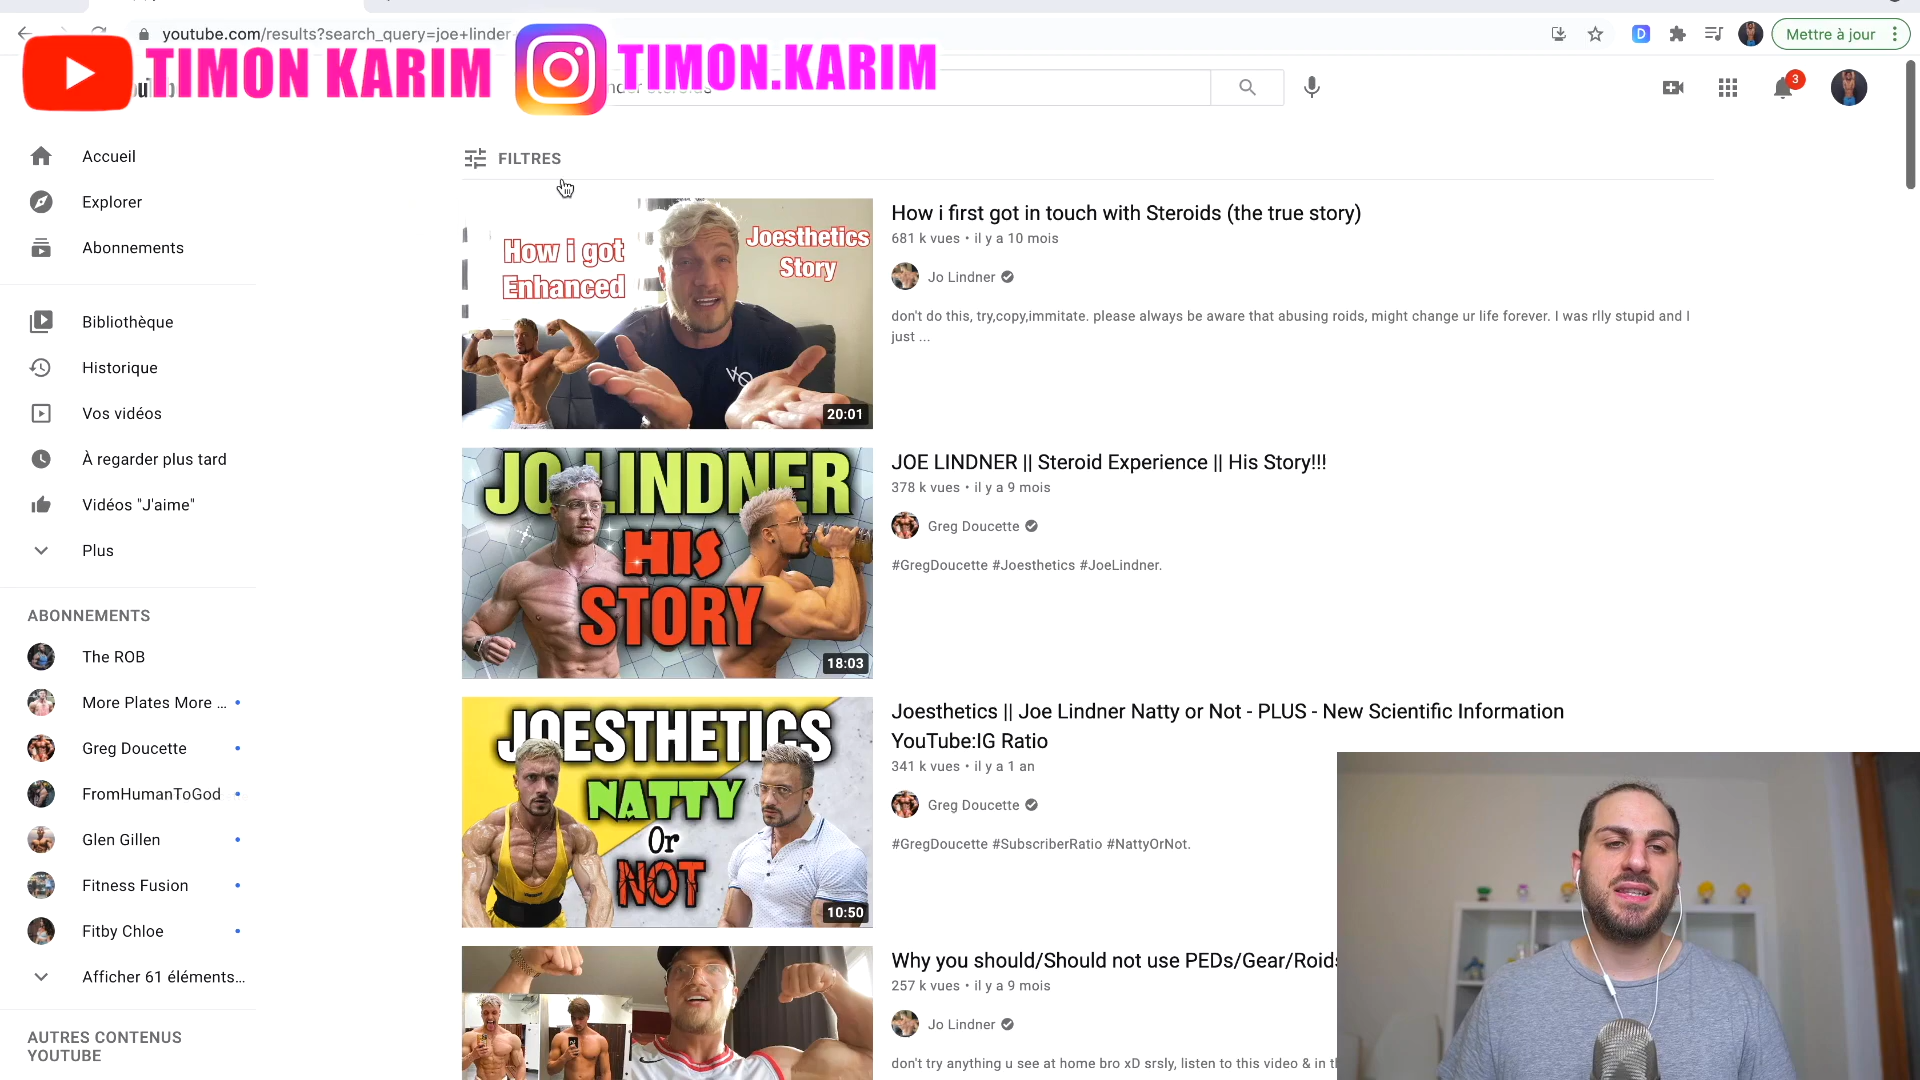 youtube.com/results?search_query=joe+linder
Mettre à jour
TIMON KARIM
TIMON.KARIM
3
Accueil
Explorer
Abonnements
Bibliothèque
Historique
Vos vidéos
À regarder plus tard
Vidéos "J'aime"
Plus
ABONNEMENTS
The ROB
More Plates More ...
Greg Doucette
FromHumanToGod
Glen Gillen
Fitness Fusion
Fitby Chloe
Afficher 61 éléments...
AUTRES CONTENUS
YOUTUBE
FILTRES
How i got
Enhanced
Joesthetics
Story
20:01
How i first got in touch with Steroids (the true story)
681 k vues • il y a 10 mois
Jo Lindner
don't do this, try,copy,immitate. please always be aware that abusing roids, might change ur life forever. I was rlly stupid and I
just ...
JO LINDNER
HIS
STORY
18:03
JOE LINDNER || Steroid Experience || His Story!!!
378 k vues • il y a 9 mois
Greg Doucette
#GregDoucette #Joesthetics #JoeLindner.
JOESTHETICS
NATTY
Or
NOT
10:50
Joesthetics || Joe Lindner Natty or Not - PLUS - New Scientific Information
YouTube:IG Ratio
341 k vues • il y a 1 an
Greg Doucette
#GregDoucette #SubscriberRatio #NattyOrNot.
Why you should/Should not use PEDs/Gear/Roids
257 k vues • il y a 9 mois
Jo Lindner
don't try anything u see at home bro xD srsly, listen to this video & in